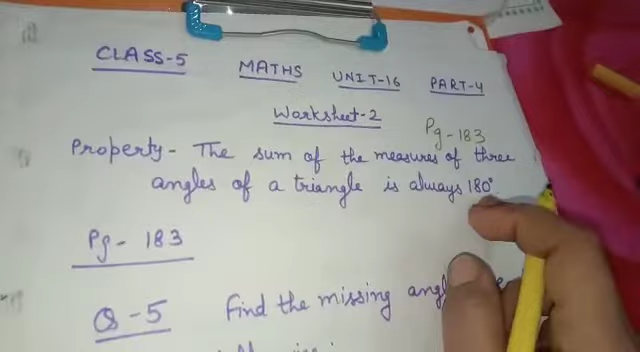 CLASS-5 MATHS UNIT-16 PART-4
Worksheet-2
Pg-183
Property- The sum of the measures of three
angles of a triangle is always 180°.
Pg- 183
Q-5 Find the missing